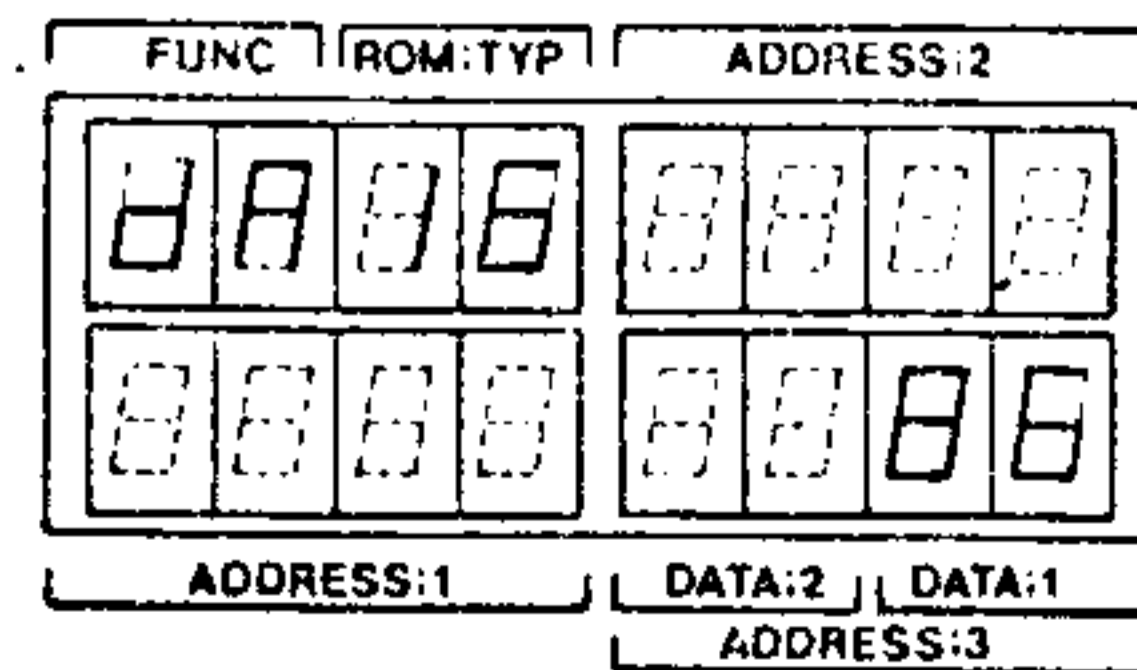 FUNC ROM:TYP ADDRESS:2
dA16
86
ADDRESS:1 DATA:2 DATA:1
ADDRESS:3